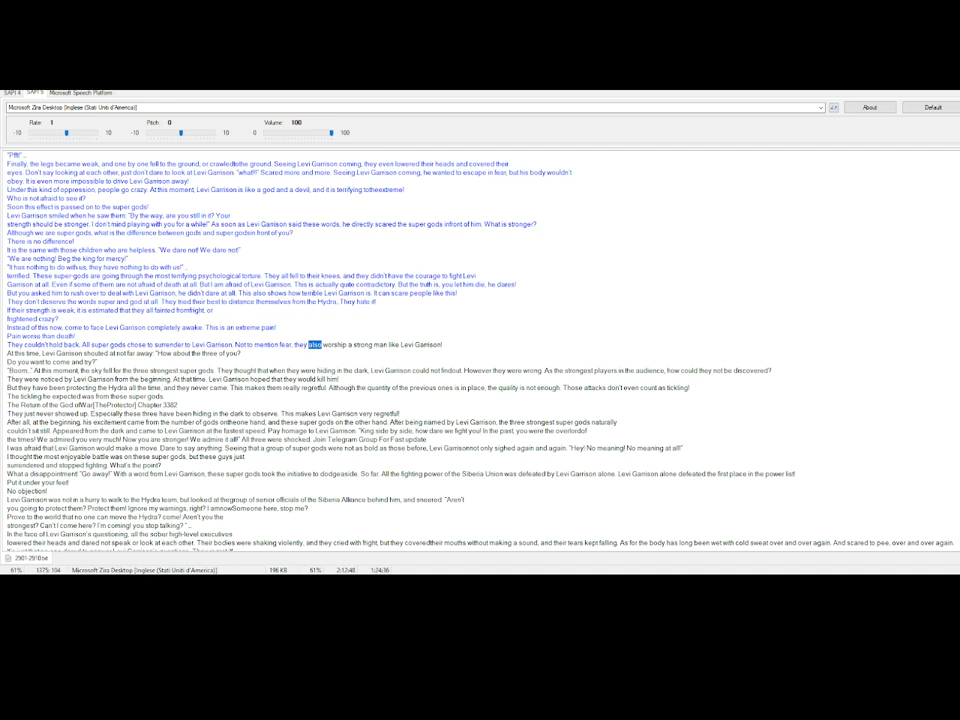 SAPI 4 SAPI 5 Microsoft Speech Platform
Microsoft Zira Desktop [Inglese (Stati Uniti d'America)] About Default
Rate: 1 Pitch: 0 Volume: 100
-10 10 -10 10 0 100
"Pfft!"...
Finally, the legs became weak, and one by one fell to the ground, or crawledtothe ground. Seeing Levi Garrison coming, they even lowered their heads and covered their
eyes. Don't say looking at each other, just don't dare to look at Levi Garrison. "what!!" Scared more and more. Seeing Levi Garrison coming, he wanted to escape in fear, but his body wouldn't
obey. It is even more impossible to drive Levi Garrison away!
Under this kind of oppression, people go crazy. At this moment, Levi Garrison is like a god and a devil, and it is terrifying totheextreme!
Who is not afraid to see it?
Soon this effect is passed on to the super gods!
Levi Garrison smiled when he saw them: "By the way, are you still in it? Your
strength should be stronger. I don't mind playing with you for a while!" As soon as Levi Garrison said these words, he directly scared the super gods infront of him. What is stronger?
Although we are super gods, what is the difference between gods and super godsin front of you?
There is no difference!
It is the same with those children who are helpless. "We dare not! We dare not!"
"We are nothing! Beg the king for mercy!"
"It has nothing to do with us, they have nothing to do with us!"...
terrified. These super-gods are going through the most terrifying psychological torture. They all fell to their knees, and they didn't have the courage to fight Levi
Garrison at all. Even if some of them are not afraid of death at all. But I am afraid of Levi Garrison. This is actually quite contradictory. But the truth is, you let him die, he dares!
But you asked him to rush over to deal with Levi Garrison, he didn't dare at all. This also shows how terrible Levi Garrison is. It can scare people like this!
They don't deserve the words super and god at all. They tried their best to distance themselves from the Hydra. They hate it!
If their strength is weak, it is estimated that they all fainted fromfright, or
frightened crazy?
Instead of this now, come to face Levi Garrison completely awake. This is an extreme pain!
Pain worse than death!
They couldn't hold back. All super gods chose to surrender to Levi Garrison. Not to mention fear, they also worship a strong man like Levi Garrison!
At this time, Levi Garrison shouted at not far away: "How about the three of you?
Do you want to come and try?"
"Boom.." At this moment, the sky fell for the three strongest super gods. They thought that when they were hiding in the dark, Levi Garrison could not findout. However they were wrong. As the strongest players in the audience, how could they not be discovered?
They were noticed by Levi Garrison from the beginning. At that time, Levi Garrison hoped that they would kill him!
But they have been protecting the Hydra all the time, and they never came. This makes them really regretful. Although the quantity of the previous ones is in place, the quality is not enough. Those attacks don't even count as tickling!
The tickling he expected was from these super gods.
The Return of the God ofWar[TheProtector] Chapter 3382
They just never showed up. Especially these three have been hiding in the dark to observe. This makes Levi Garrison very regretful!
After all, at the beginning, his excitement came from the number of gods ontheone hand, and these super gods on the other hand. After being named by Levi Garrison, the three strongest super gods naturally
couldn't sit still. Appeared from the dark and came to Levi Garrison at the fastest speed. Pay homage to Levi Garrison. "King side by side, how dare we fight you! In the past, you were the overlordof
the times! We admired you very much! Now you are stronger! We admire it all!" All three were shocked. Join Telegram Group For Fast update
I was afraid that Levi Garrison would make a move. Dare to say anything. Seeing that a group of super gods were not as bold as those before, Levi Garrisonnot only sighed again and again. "Hey! No meaning! No meaning at all!"
I thought the most enjoyable battle was on these super gods, but these guys just
surrendered and stopped fighting. What's the point?
What a disappointment! "Go away!" With a word from Levi Garrison, these super gods took the initiative to dodgeaside. So far. All the fighting power of the Siberia Union was defeated by Levi Garrison alone. Levi Garrison alone defeated the first place in the power list!
Put it under your feet!
No objection!
Levi Garrison was not in a hurry to walk to the Hydra team, but looked at thegroup of senior officials of the Siberia Alliance behind him, and sneered: "Aren't
you going to protect them? Protect them! Ignore my warnings, right? I amnowSomeone here, stop me?
Prove to the world that no one can move the Hydra? come! Aren't you the
strongest? Can't I come here? I'm coming! you stop talking? "...
In the face of Levi Garrison's questioning, all the sober high-level executives
lowered their heads and dared not speak or look at each other. Their bodies were shaking violently, and they cried with fright, but they coveredtheir mouths without making a sound, and their tears kept falling. As for the body has long been wet with cold sweat over and over again. And scared to pee, over and over again.
2901-2910.txt
61% 1375:104 Microsoft Zira Desktop [Inglese (Stati Uniti d'America)] 196 KB 61% 2:12:48 1:24:36